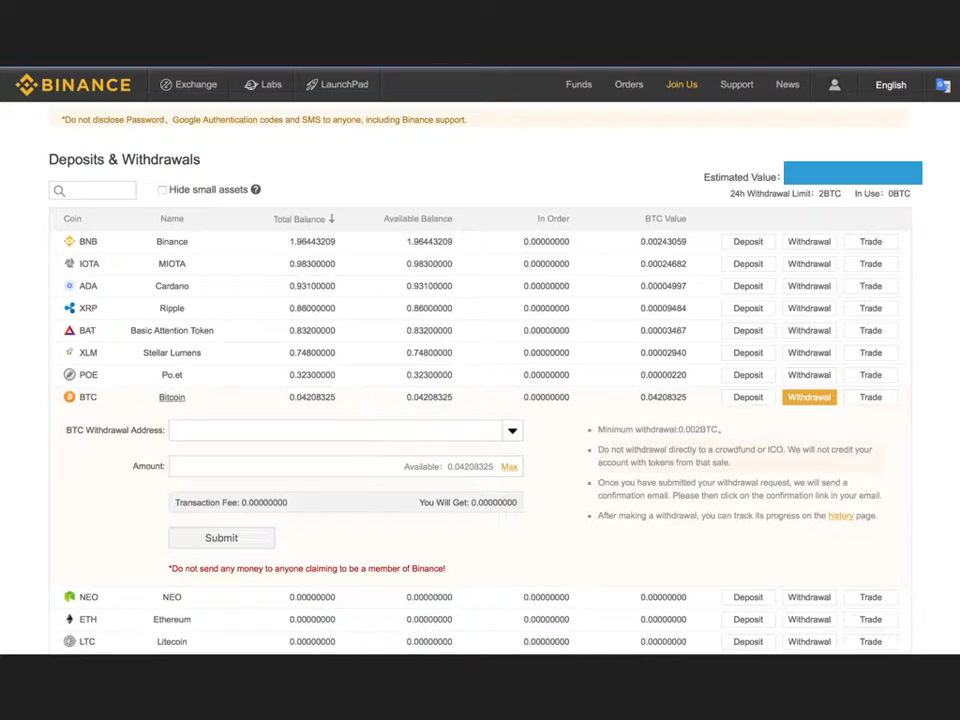 BINANCE Exchange Labs LaunchPad Funds Orders Join Us Support News English
*Do not disclose Password、Google Authentication codes and SMS to anyone, including Binance support.
Deposits & Withdrawals
Estimated Value：
Hide small assets ?
24h Withdrawal Limit：2BTC In Use：0BTC
Coin Name Total Balance ↓ Available Balance In Order BTC Value
BNB Binance 1.96443209 1.96443209 0.00000000 0.00243059 Deposit Withdrawal Trade
IOTA MIOTA 0.98300000 0.98300000 0.00000000 0.00024682 Deposit Withdrawal Trade
ADA Cardano 0.93100000 0.93100000 0.00000000 0.00004997 Deposit Withdrawal Trade
XRP Ripple 0.86000000 0.86000000 0.00000000 0.00009484 Deposit Withdrawal Trade
BAT Basic Attention Token 0.83200000 0.83200000 0.00000000 0.00003467 Deposit Withdrawal Trade
XLM Stellar Lumens 0.74800000 0.74800000 0.00000000 0.00002940 Deposit Withdrawal Trade
POE Po.et 0.32300000 0.32300000 0.00000000 0.00000220 Deposit Withdrawal Trade
BTC Bitcoin 0.04208325 0.04208325 0.00000000 0.04208325 Deposit Withdrawal Trade
BTC Withdrawal Address:
Amount: Available: 0.04208325 Max
Transaction Fee: 0.00000000 You Will Get: 0.00000000
Submit
*Do not send any money to anyone claiming to be a member of Binance!
Minimum withdrawal:0.002BTC。
Do not withdrawal directly to a crowdfund or ICO. We will not credit your
account with tokens from that sale.
Once you have submitted your withdrawal request, we will send a
confirmation email. Please then click on the confirmation link in your email.
After making a withdrawal, you can track its progress on the history page.
NEO NEO 0.00000000 0.00000000 0.00000000 0.00000000 Deposit Withdrawal Trade
ETH Ethereum 0.00000000 0.00000000 0.00000000 0.00000000 Deposit Withdrawal Trade
LTC Litecoin 0.00000000 0.00000000 0.00000000 0.00000000 Deposit Withdrawal Trade